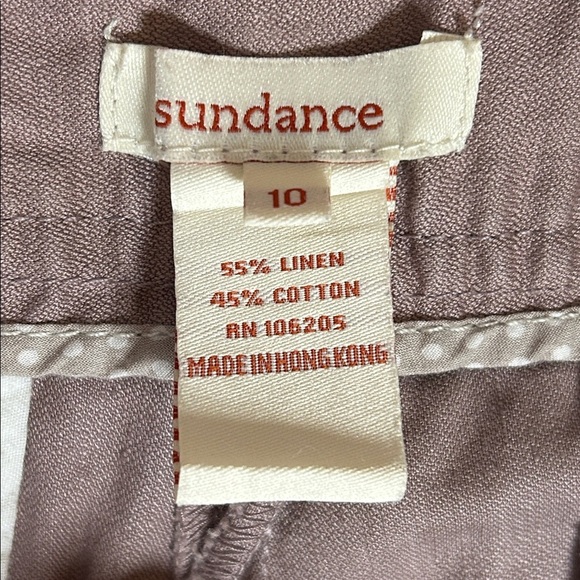 sundance
10
55% LINEN
45% COTTON
RN 106205
MADE IN HONG KONG